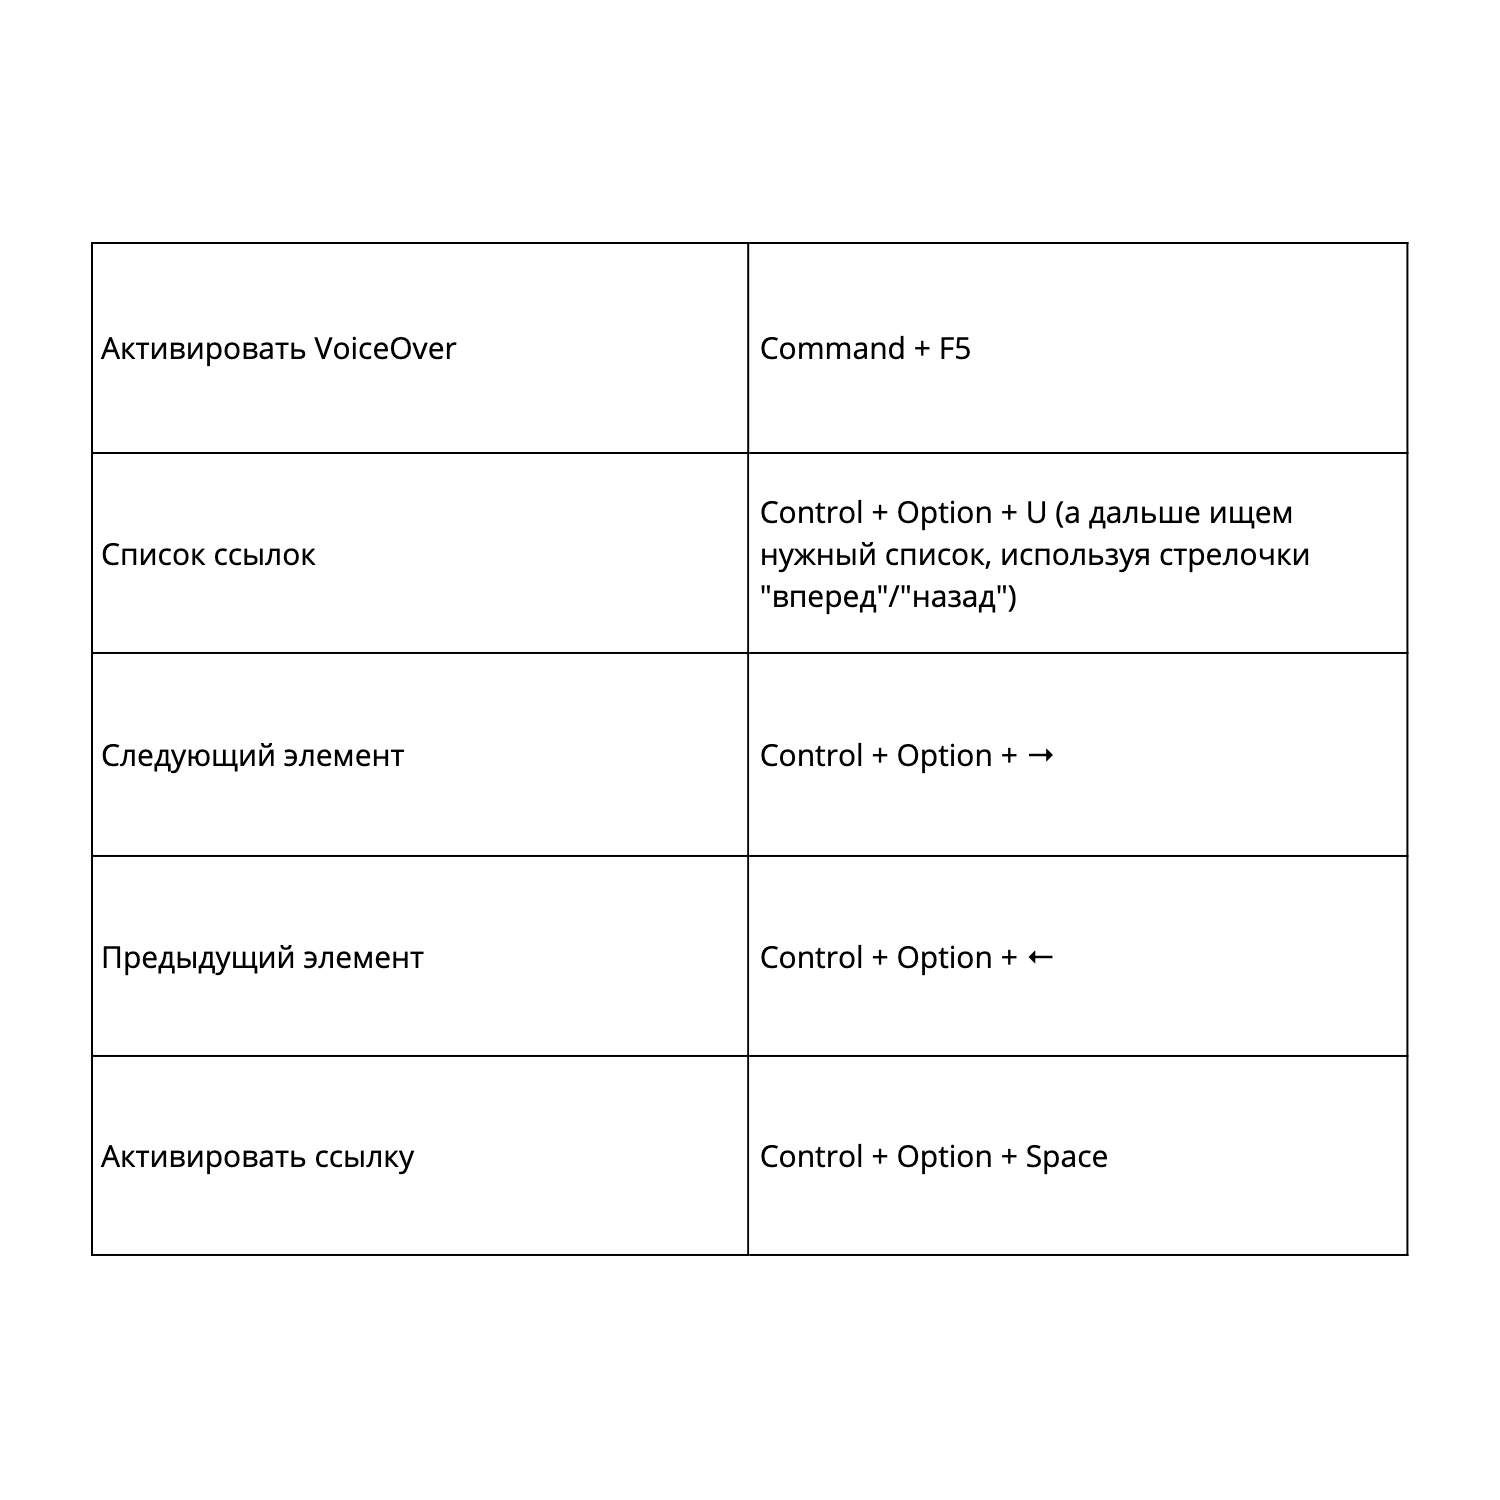 Активировать VoiceOver
Command + F5
Список ссылок
Control + Option + U (а дальше ищем
нужный список, используя стрелочки
"вперед"/"назад")
Следующий элемент
Control + Option + →
Предыдущий элемент
Control + Option + ←
Активировать ссылку
Control + Option + Space